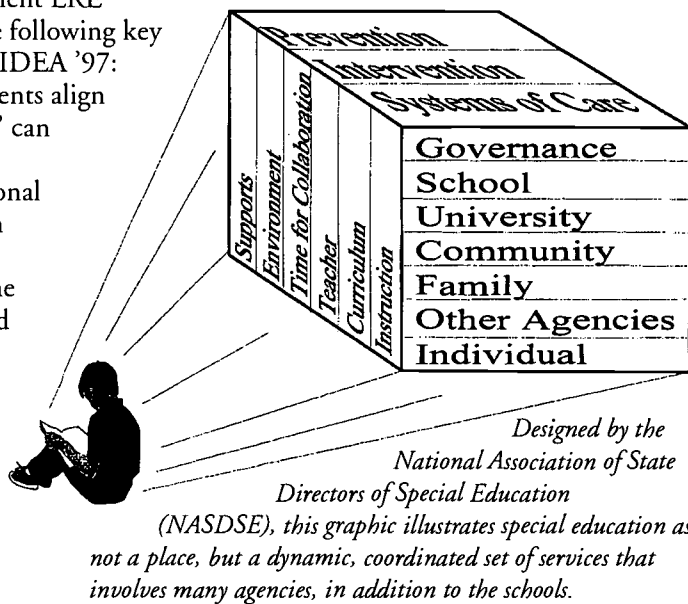 following key
IDEA '97:
ents align
can
onal
Prevention
Intervention
Systems of Care
Supports
Environment
Time for Collaboration
Teacher
Curriculum
Instruction
Governance
School
University
Community
Family
Other Agencies
Individual
Designed by the
National Association of State
Directors of Special Education
(NASDSE), this graphic illustrates special education as
not a place, but a dynamic, coordinated set of services that
involves many agencies, in addition to the schools.